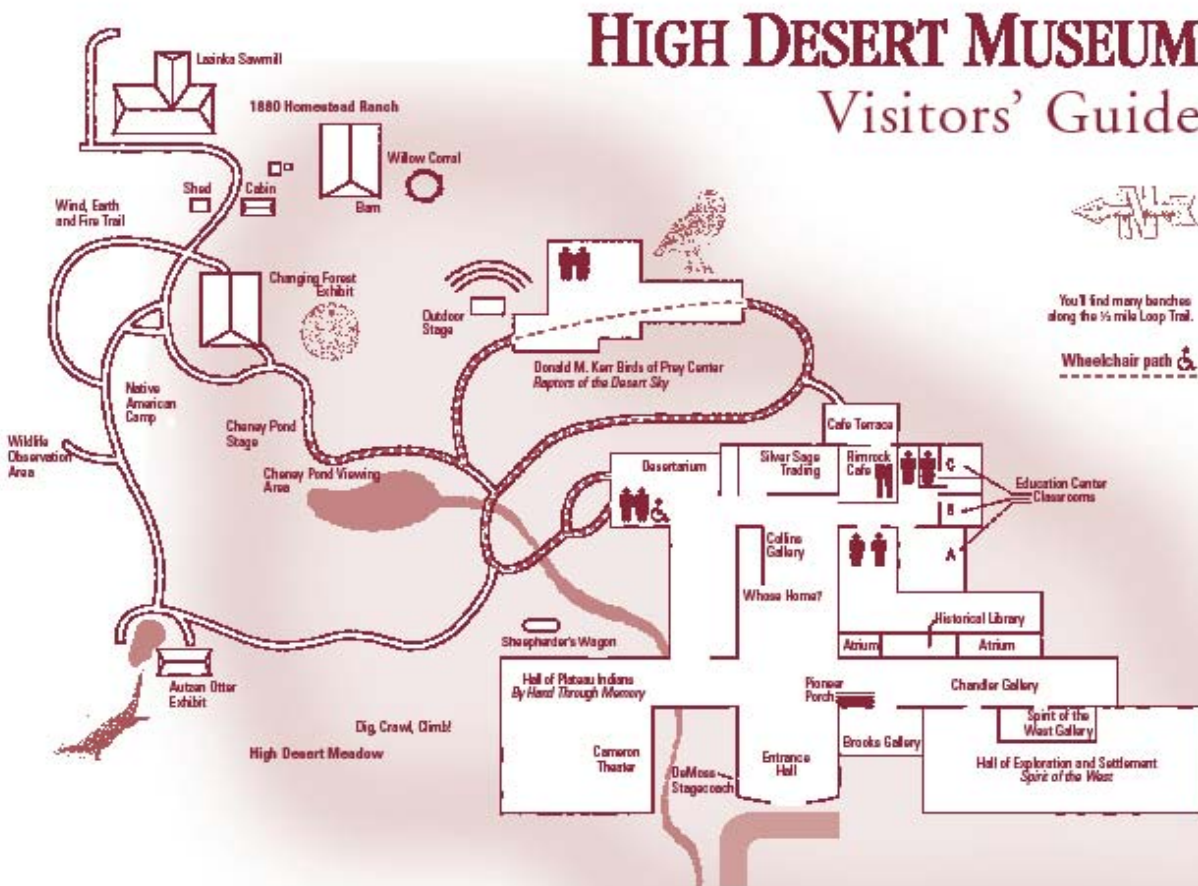 HIGH DESERT MUSEUM
Visitors' Guide
Lazinka Sawmill
1880 Homestead Ranch
Willow Corral
Shed
Cabin
Barn
Wind, Earth
and Fire Trail
N
Changing Forest
Exhibit
Outdoor
Stage
You'll find many benches
along the ⅓ mile Loop Trail.
Wheelchair path
Donald M. Kerr Birds of Prey Center
Raptors of the Desert Sky
Native
American
Camp
Cheney Pond
Stage
Cafe Terrace
Wildlife
Observation
Area
Cheney Pond Viewing
Area
Desertarium
Silver Sage
Trading
Rimrock
Cafe
C
Education Center
Classrooms
B
A
Collins
Gallery
Whose Home?
Historical Library
Sheepherder's Wagon
Atrium
Atrium
Hall of Plateau Indians
By Hand Through Memory
Pioneer
Porch
Chandler Gallery
Autzen Otter
Exhibit
Dig, Crawl, Climb!
High Desert Meadow
Spirit of the
West Gallery
Cameron
Theater
DeMoss
Stagecoach
Entrance
Hall
Brooks Gallery
Hall of Exploration and Settlement
Spirit of the West